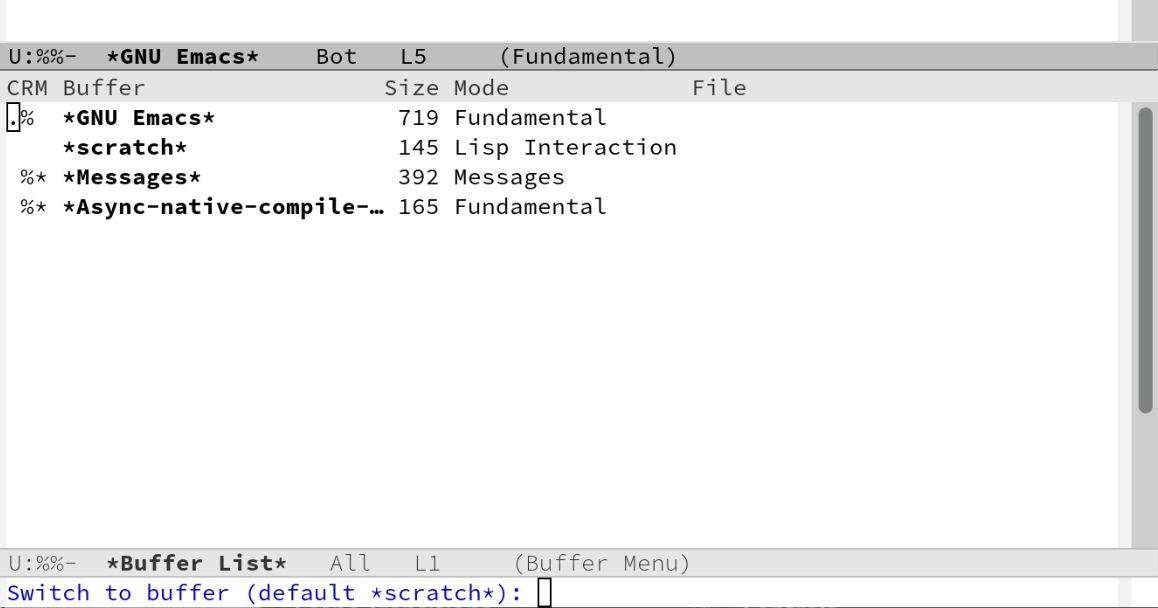 U:%%-  *GNU Emacs*    Bot   L5     (Fundamental)
CRM Buffer                 Size Mode             File
.%  *GNU Emacs*             719 Fundamental
    *scratch*               145 Lisp Interaction
 %* *Messages*              392 Messages
 %* *Async-native-compile-… 165 Fundamental
U:%%-  *Buffer List*   All   L1     (Buffer Menu)
Switch to buffer (default *scratch*):